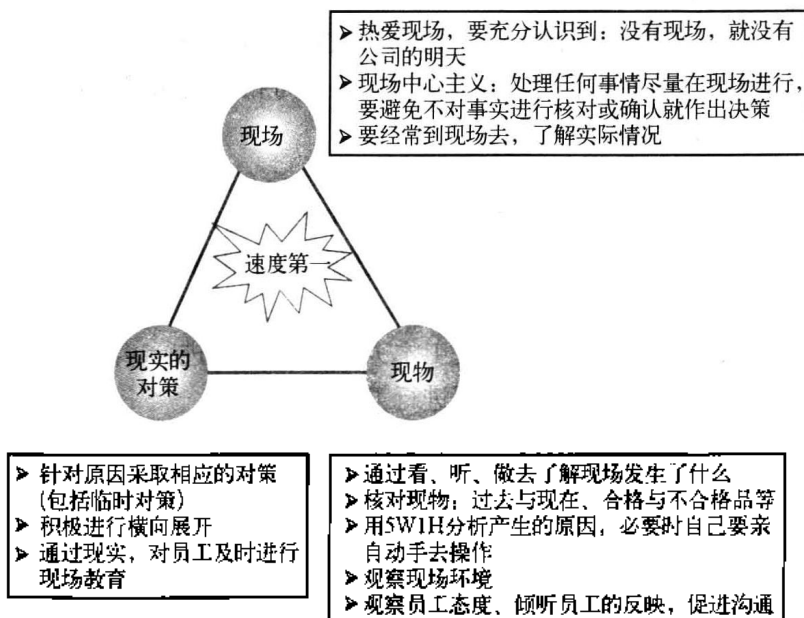 ➤ 热爱现场，要充分认识到：没有现场，就没有
公司的明天
➤ 现场中心主义：处理任何事情尽量在现场进行，
要避免不对事实进行核对或确认就作出决策
➤ 要经常到现场去，了解实际情况
现场
速度第一
现实的
对策
现物
➤ 针对原因采取相应的对策
(包括临时对策)
➤ 积极进行横向展开
➤ 通过现实，对员工及时进行
现场教育
➤ 通过看、听、做去了解现场发生了什么
➤ 核对现物：过去与现在、合格与不合格品等
➤ 用5W1H分析产生的原因，必要时自己要亲
自动手去操作
➤ 观察现场环境
➤ 观察员工态度、倾听员工的反映，促进沟通